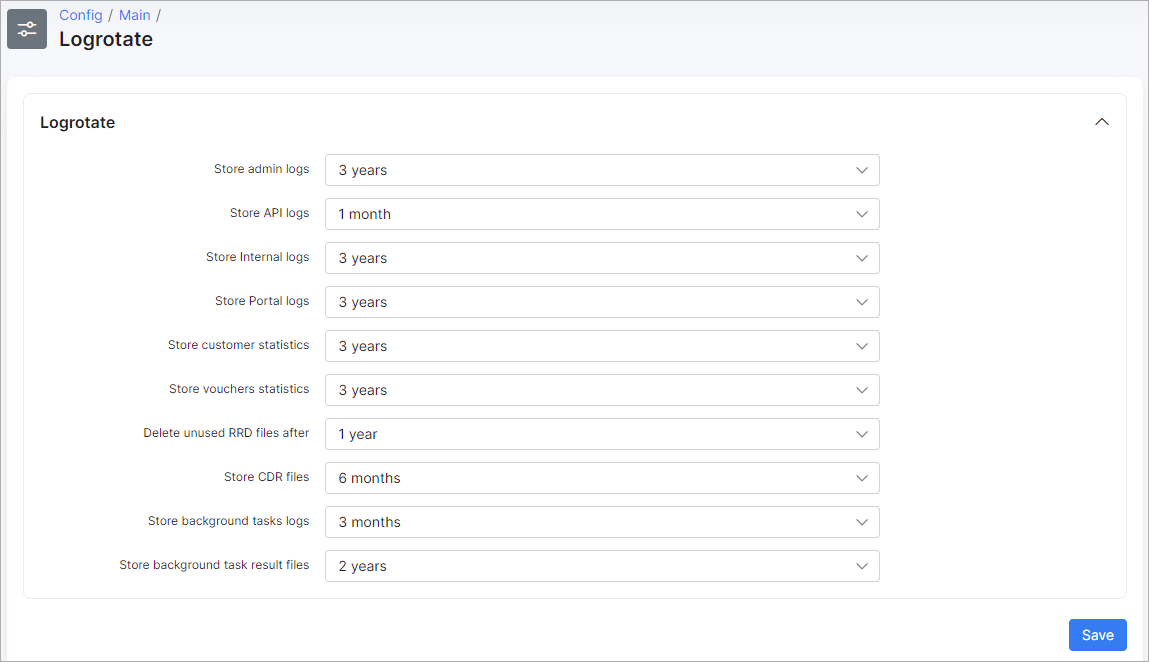 Config / Main /
Logrotate
Logrotate
Store admin logs 3 years
Store API logs 1 month
Store Internal logs 3 years
Store Portal logs 3 years
Store customer statistics 3 years
Store vouchers statistics 3 years
Delete unused RRD files after 1 year
Store CDR files 6 months
Store background tasks logs 3 months
Store background task result files 2 years
Save